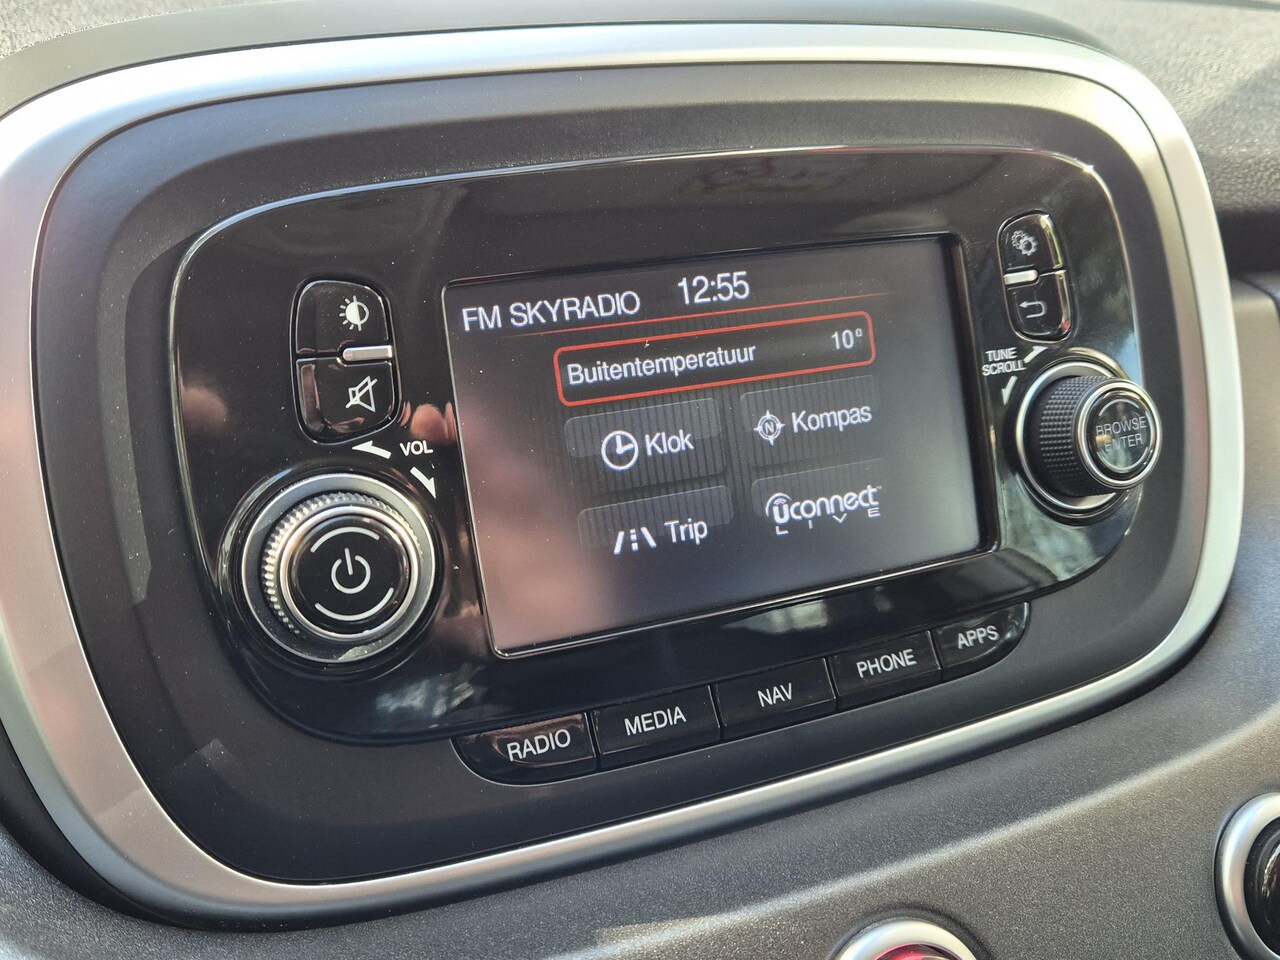 FM SKYRADIO 12:55
Buitentemperatuur 10°
Klok
N
Kompas
Trip
uconnect™
LIVE
VOL
TUNE
SCROLL
BROWSE
ENTER
RADIO
MEDIA
NAV
PHONE
APPS